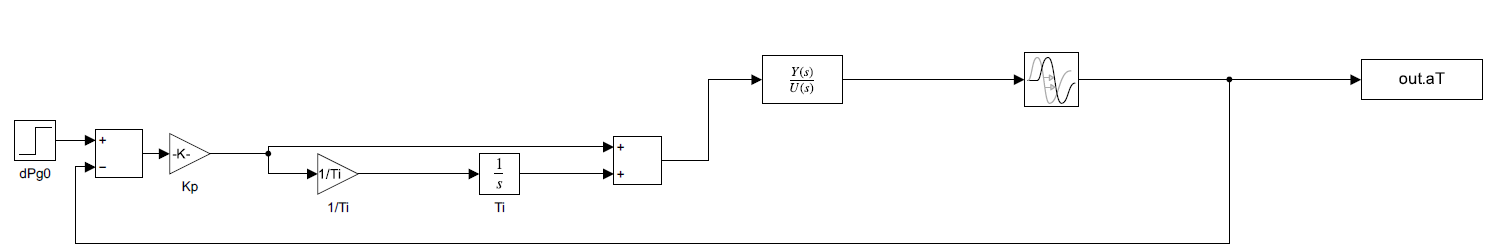 Y(s)
U(s)
out.aT
+
−
dPg0
-K-
Kp
1/Ti
1/Ti
1
s
Ti
+
+